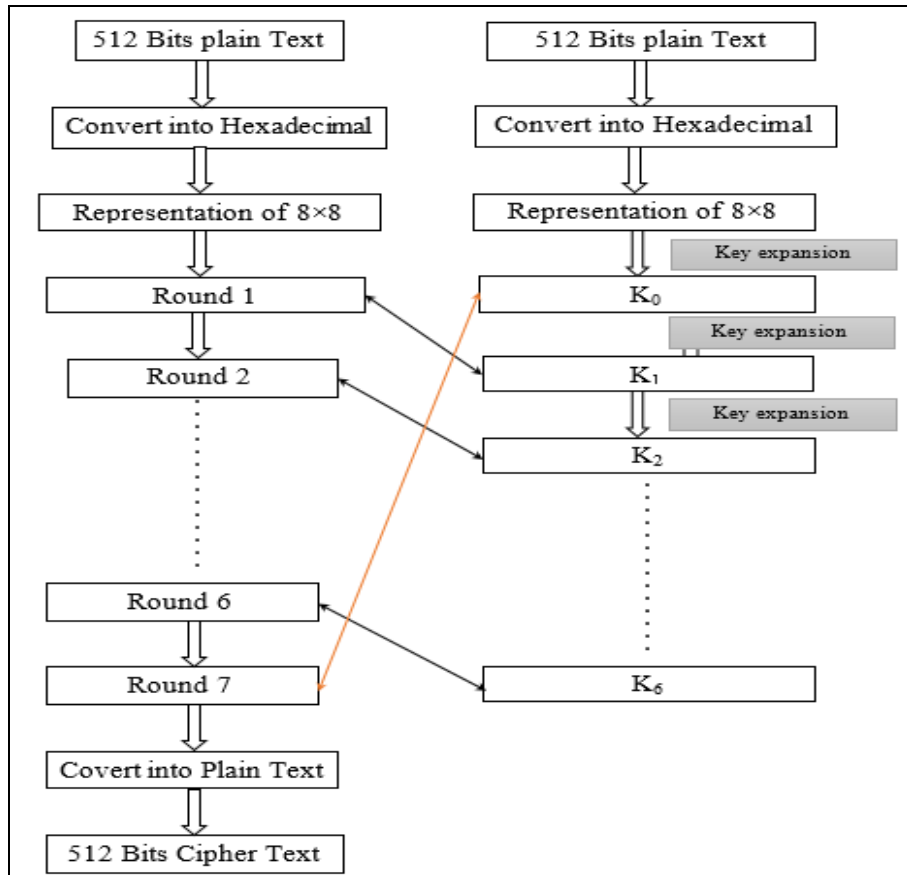 512 Bits plain Text
Convert into Hexadecimal
Representation of 8×8
Round 1
Round 2
Round 6
Round 7
Covert into Plain Text
512 Bits Cipher Text
512 Bits plain Text
Convert into Hexadecimal
Representation of 8×8
Key expansion
K₀
Key expansion
K₁
Key expansion
K₂
K₆